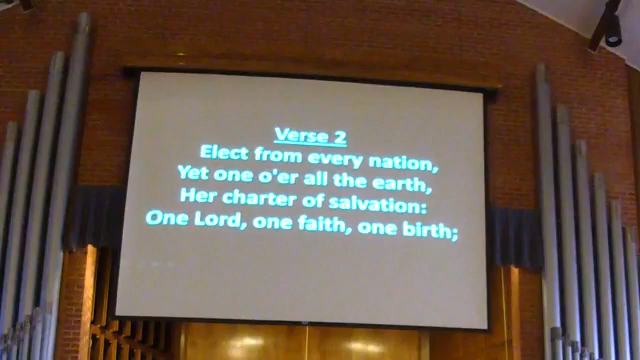 Verse 2
Elect from every nation,
Yet one o'er all the earth,
Her charter of salvation:
One Lord, one faith, one birth;